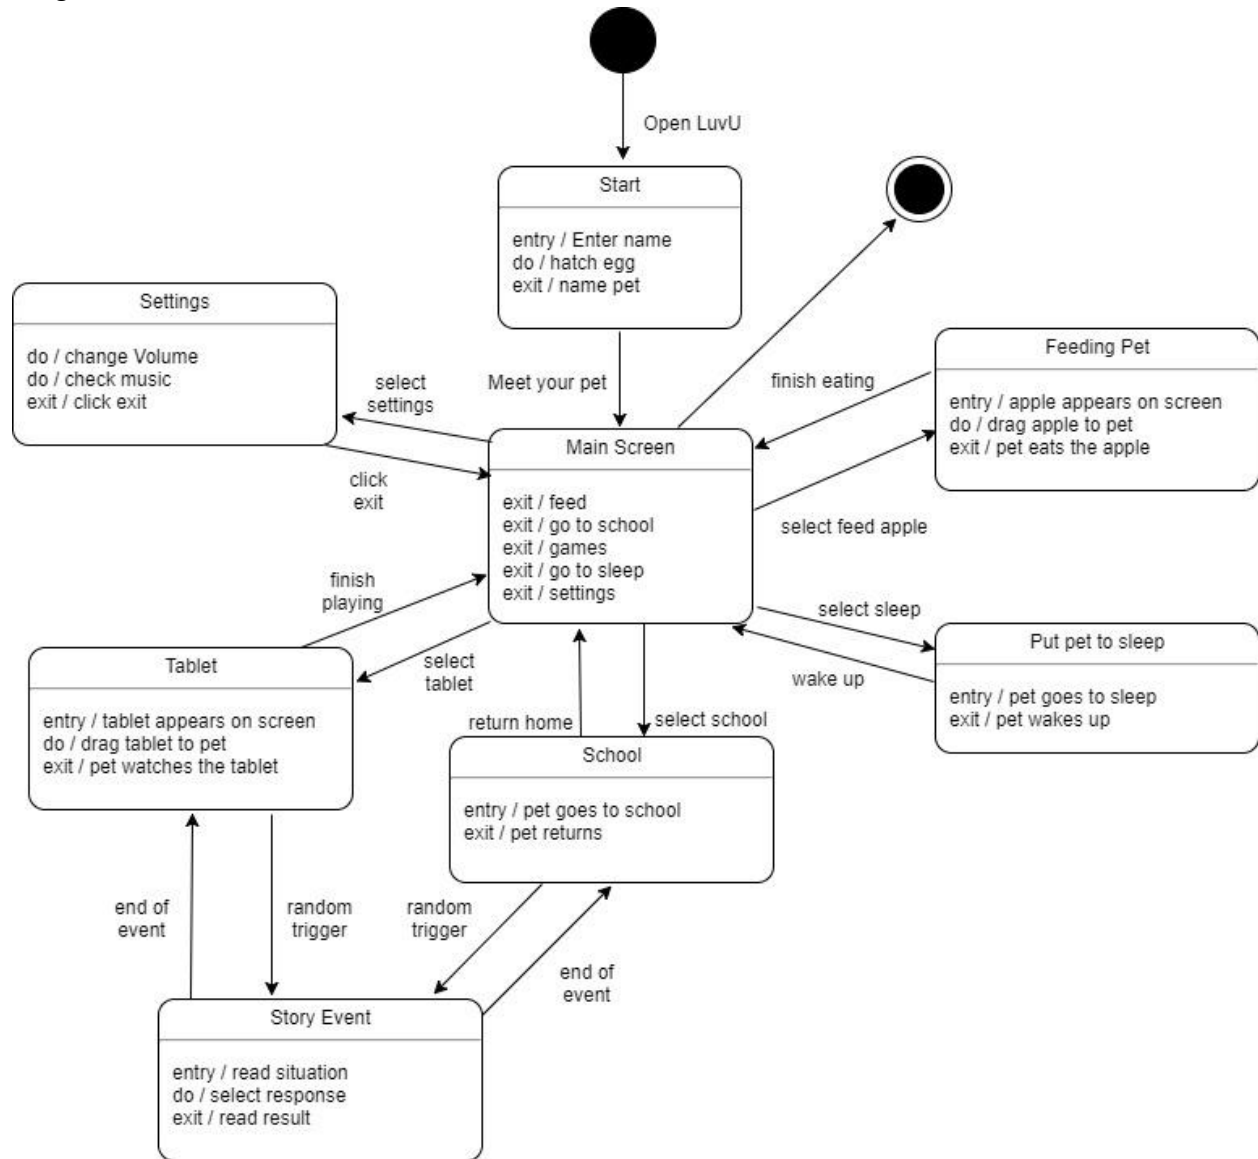 Open LuvU
Start
entry / Enter name
do / hatch egg
exit / name pet
Settings
do / change Volume
do / check music
exit / click exit
select
settings
Meet your pet
finish eating
Feeding Pet
entry / apple appears on screen
do / drag apple to pet
exit / pet eats the apple
click
exit
Main Screen
exit / feed
exit / go to school
exit / games
exit / go to sleep
exit / settings
select feed apple
finish
playing
select sleep
Put pet to sleep
entry / pet goes to sleep
exit / pet wakes up
wake up
Tablet
entry / tablet appears on screen
do / drag tablet to pet
exit / pet watches the tablet
select
tablet
return home
select school
School
entry / pet goes to school
exit / pet returns
end of
event
random
trigger
random
trigger
end of
event
Story Event
entry / read situation
do / select response
exit / read result